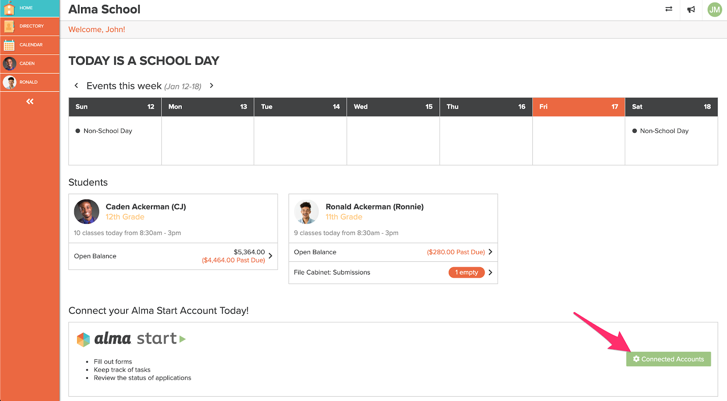 HOME
DIRECTORY
CALENDAR
CADEN
RONALD
Alma School
JM
Welcome, John!
TODAY IS A SCHOOL DAY
Events this week (Jan 12-18)
Sun 12 Mon 13 Tue 14 Wed 15 Thu 16 Fri 17 Sat 18
Non-School Day Non-School Day
Students
Caden Ackerman (CJ)
12th Grade
10 classes today from 8:30am - 3pm
Open Balance $5,364.00
($4,464.00 Past Due)
Ronald Ackerman (Ronnie)
11th Grade
9 classes today from 8:30am - 3pm
Open Balance ($280.00 Past Due)
File Cabinet: Submissions 1 empty
Connect your Alma Start Account Today!
alma start
• Fill out forms
• Keep track of tasks
• Review the status of applications
Connected Accounts